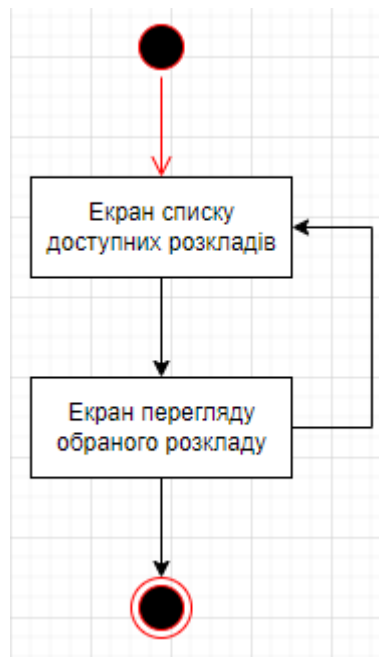 Екран списку
доступних розкладів
Екран перегляду
обраного розкладу